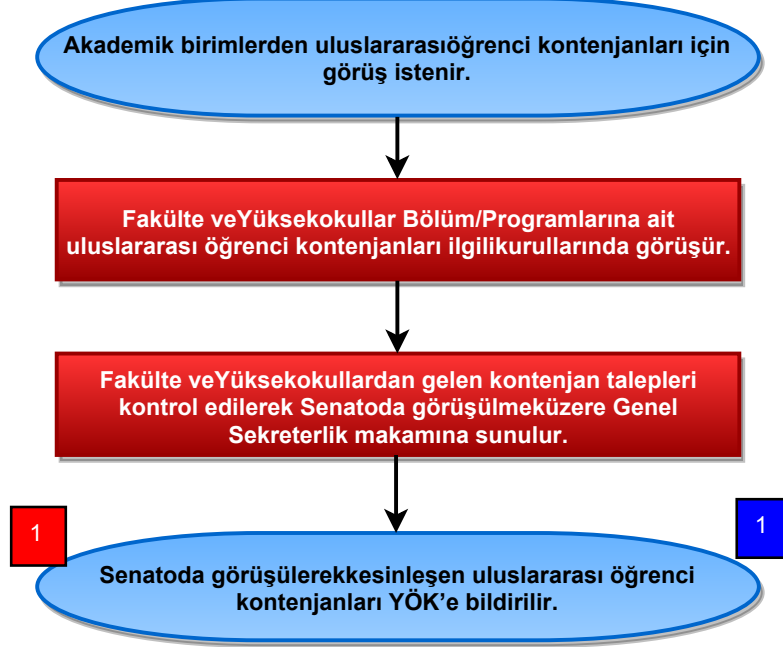 Akademik birimlerden uluslararasıöğrenci kontenjanları için
görüş istenir.
Fakülte veYüksekokullar Bölüm/Programlarına ait
uluslararası öğrenci kontenjanları ilgilikurullarında görüşür.
Fakülte veYüksekokullardan gelen kontenjan talepleri
kontrol edilerek Senatoda görüşülmeküzere Genel
Sekreterlik makamına sunulur.
1
1
Senatoda görüşülerekkesinleşen uluslararası öğrenci
kontenjanları YÖK’e bildirilir.